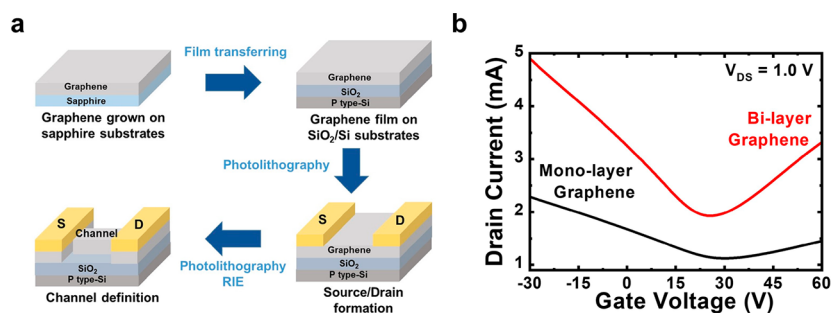 a
Film transferring
Graphene
Sapphire
Graphene grown on
sapphire substrates
Graphene
SiO₂
P type-Si
Graphene film on
SiO₂/Si substrates
Photolithography
S
D
Channel
SiO₂
P type-Si
Channel definition
Photolithography
RIE
S
D
Graphene
SiO₂
P type-Si
Source/Drain
formation
b
Drain Current (mA)
5
4
3
2
1
V_DS = 1.0 V
Bi-layer
Graphene
Mono-layer
Graphene
-30 -15 0 15 30 45 60
Gate Voltage (V)